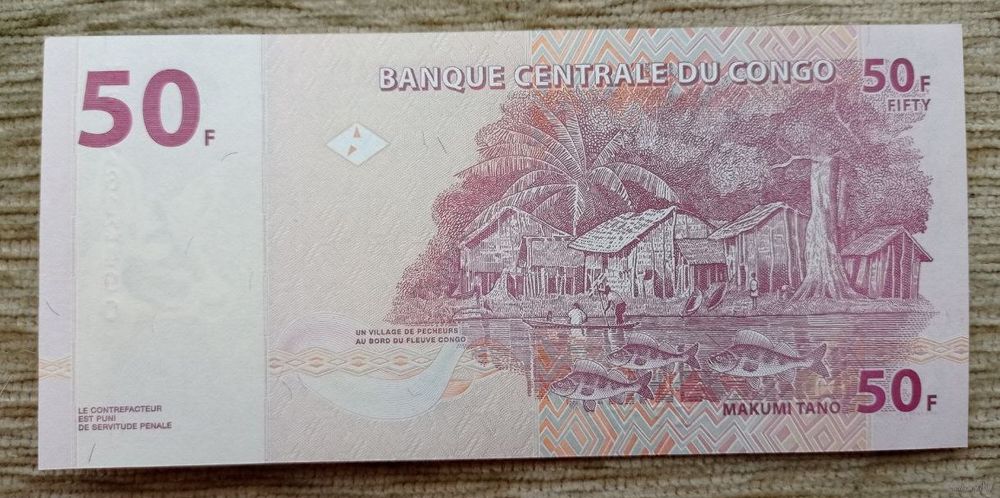 50 F
BANQUE CENTRALE DU CONGO
50 F
FIFTY
UN VILLAGE DE PECHEURS
AU BORD DU FLEUVE CONGO
LE CONTREFACTEUR
EST PUNI
DE SERVITUDE PENALE
MAKUMI TANO
50 F